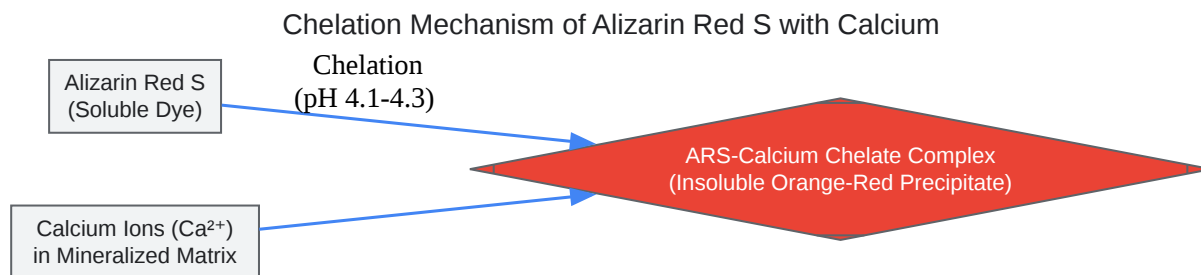 Chelation Mechanism of Alizarin Red S with Calcium
Alizarin Red S
(Soluble Dye)
Chelation
(pH 4.1-4.3)
ARS-Calcium Chelate Complex
(Insoluble Orange-Red Precipitate)
Calcium Ions (Ca²⁺)
in Mineralized Matrix